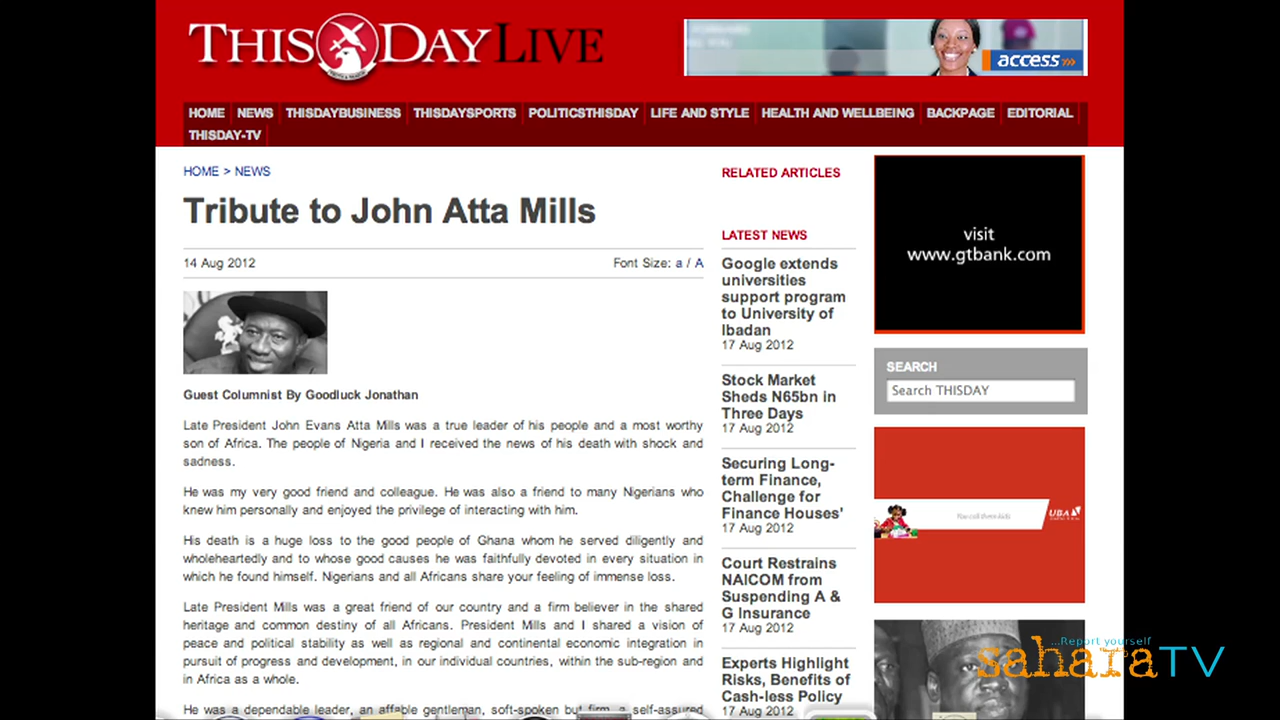 THISDAY LIVE
access >>>
HOME NEWS THISDAYBUSINESS THISDAYSPORTS POLITICSTHISDAY LIFE AND STYLE HEALTH AND WELLBEING BACKPAGE EDITORIAL
THISDAY-TV
HOME > NEWS
Tribute to John Atta Mills
14 Aug 2012
Font Size: a / A
Guest Columnist By Goodluck Jonathan
Late President John Evans Atta Mills was a true leader of his people and a most worthy
son of Africa. The people of Nigeria and I received the news of his death with shock and
sadness.
He was my very good friend and colleague. He was also a friend to many Nigerians who
knew him personally and enjoyed the privilege of interacting with him.
His death is a huge loss to the good people of Ghana whom he served diligently and
wholeheartedly and to whose good causes he was faithfully devoted in every situation in
which he found himself. Nigerians and all Africans share your feeling of immense loss.
Late President Mills was a great friend of our country and a firm believer in the shared
heritage and common destiny of all Africans. President Mills and I shared a vision of
peace and political stability as well as regional and continental economic integration in
pursuit of progress and development, in our individual countries, within the sub-region and
in Africa as a whole.
He was a dependable leader, an affable gentleman, soft-spoken but firm, a self-assured
RELATED ARTICLES
LATEST NEWS
Google extends
universities
support program
to University of
Ibadan
17 Aug 2012
Stock Market
Sheds N65bn in
Three Days
17 Aug 2012
Securing Long-
term Finance,
Challenge for
Finance Houses'
17 Aug 2012
Court Restrains
NAICOM from
Suspending A &
G Insurance
17 Aug 2012
Experts Highlight
Risks, Benefits of
Cash-less Policy
17 Aug 2012
visit
www.gtbank.com
SEARCH
Search THISDAY
You call them kids
UBA
...Report yourself
saharaTV